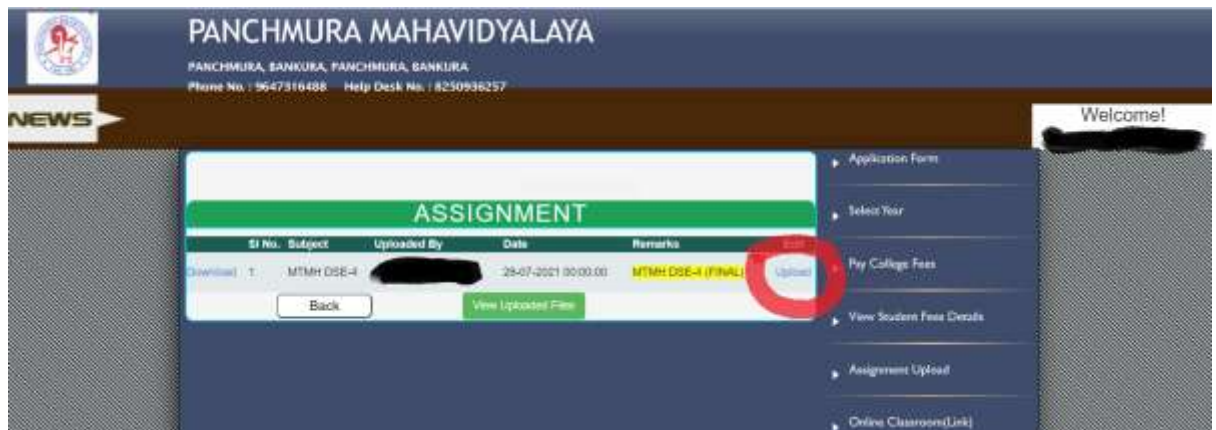 PANCHMURA MAHAVIDYALAYA
PANCHMURA, BANKURA, PANCHMURA, BANKURA
Phone No. : 9647316488 Help Desk No. : 8250936257
NEWS
Welcome!
Application Form
Select Year
Pay College Fees
View Student Fees Details
Assignment Upload
Online Classroom(Link)
ASSIGNMENT
Sl No. Subject Uploaded By Date Remarks Edit
Download 1 MTMH DSE-4 28-07-2021 00:00:00 MTMH DSE-4 (FINAL) Upload
Back View Uploaded Files